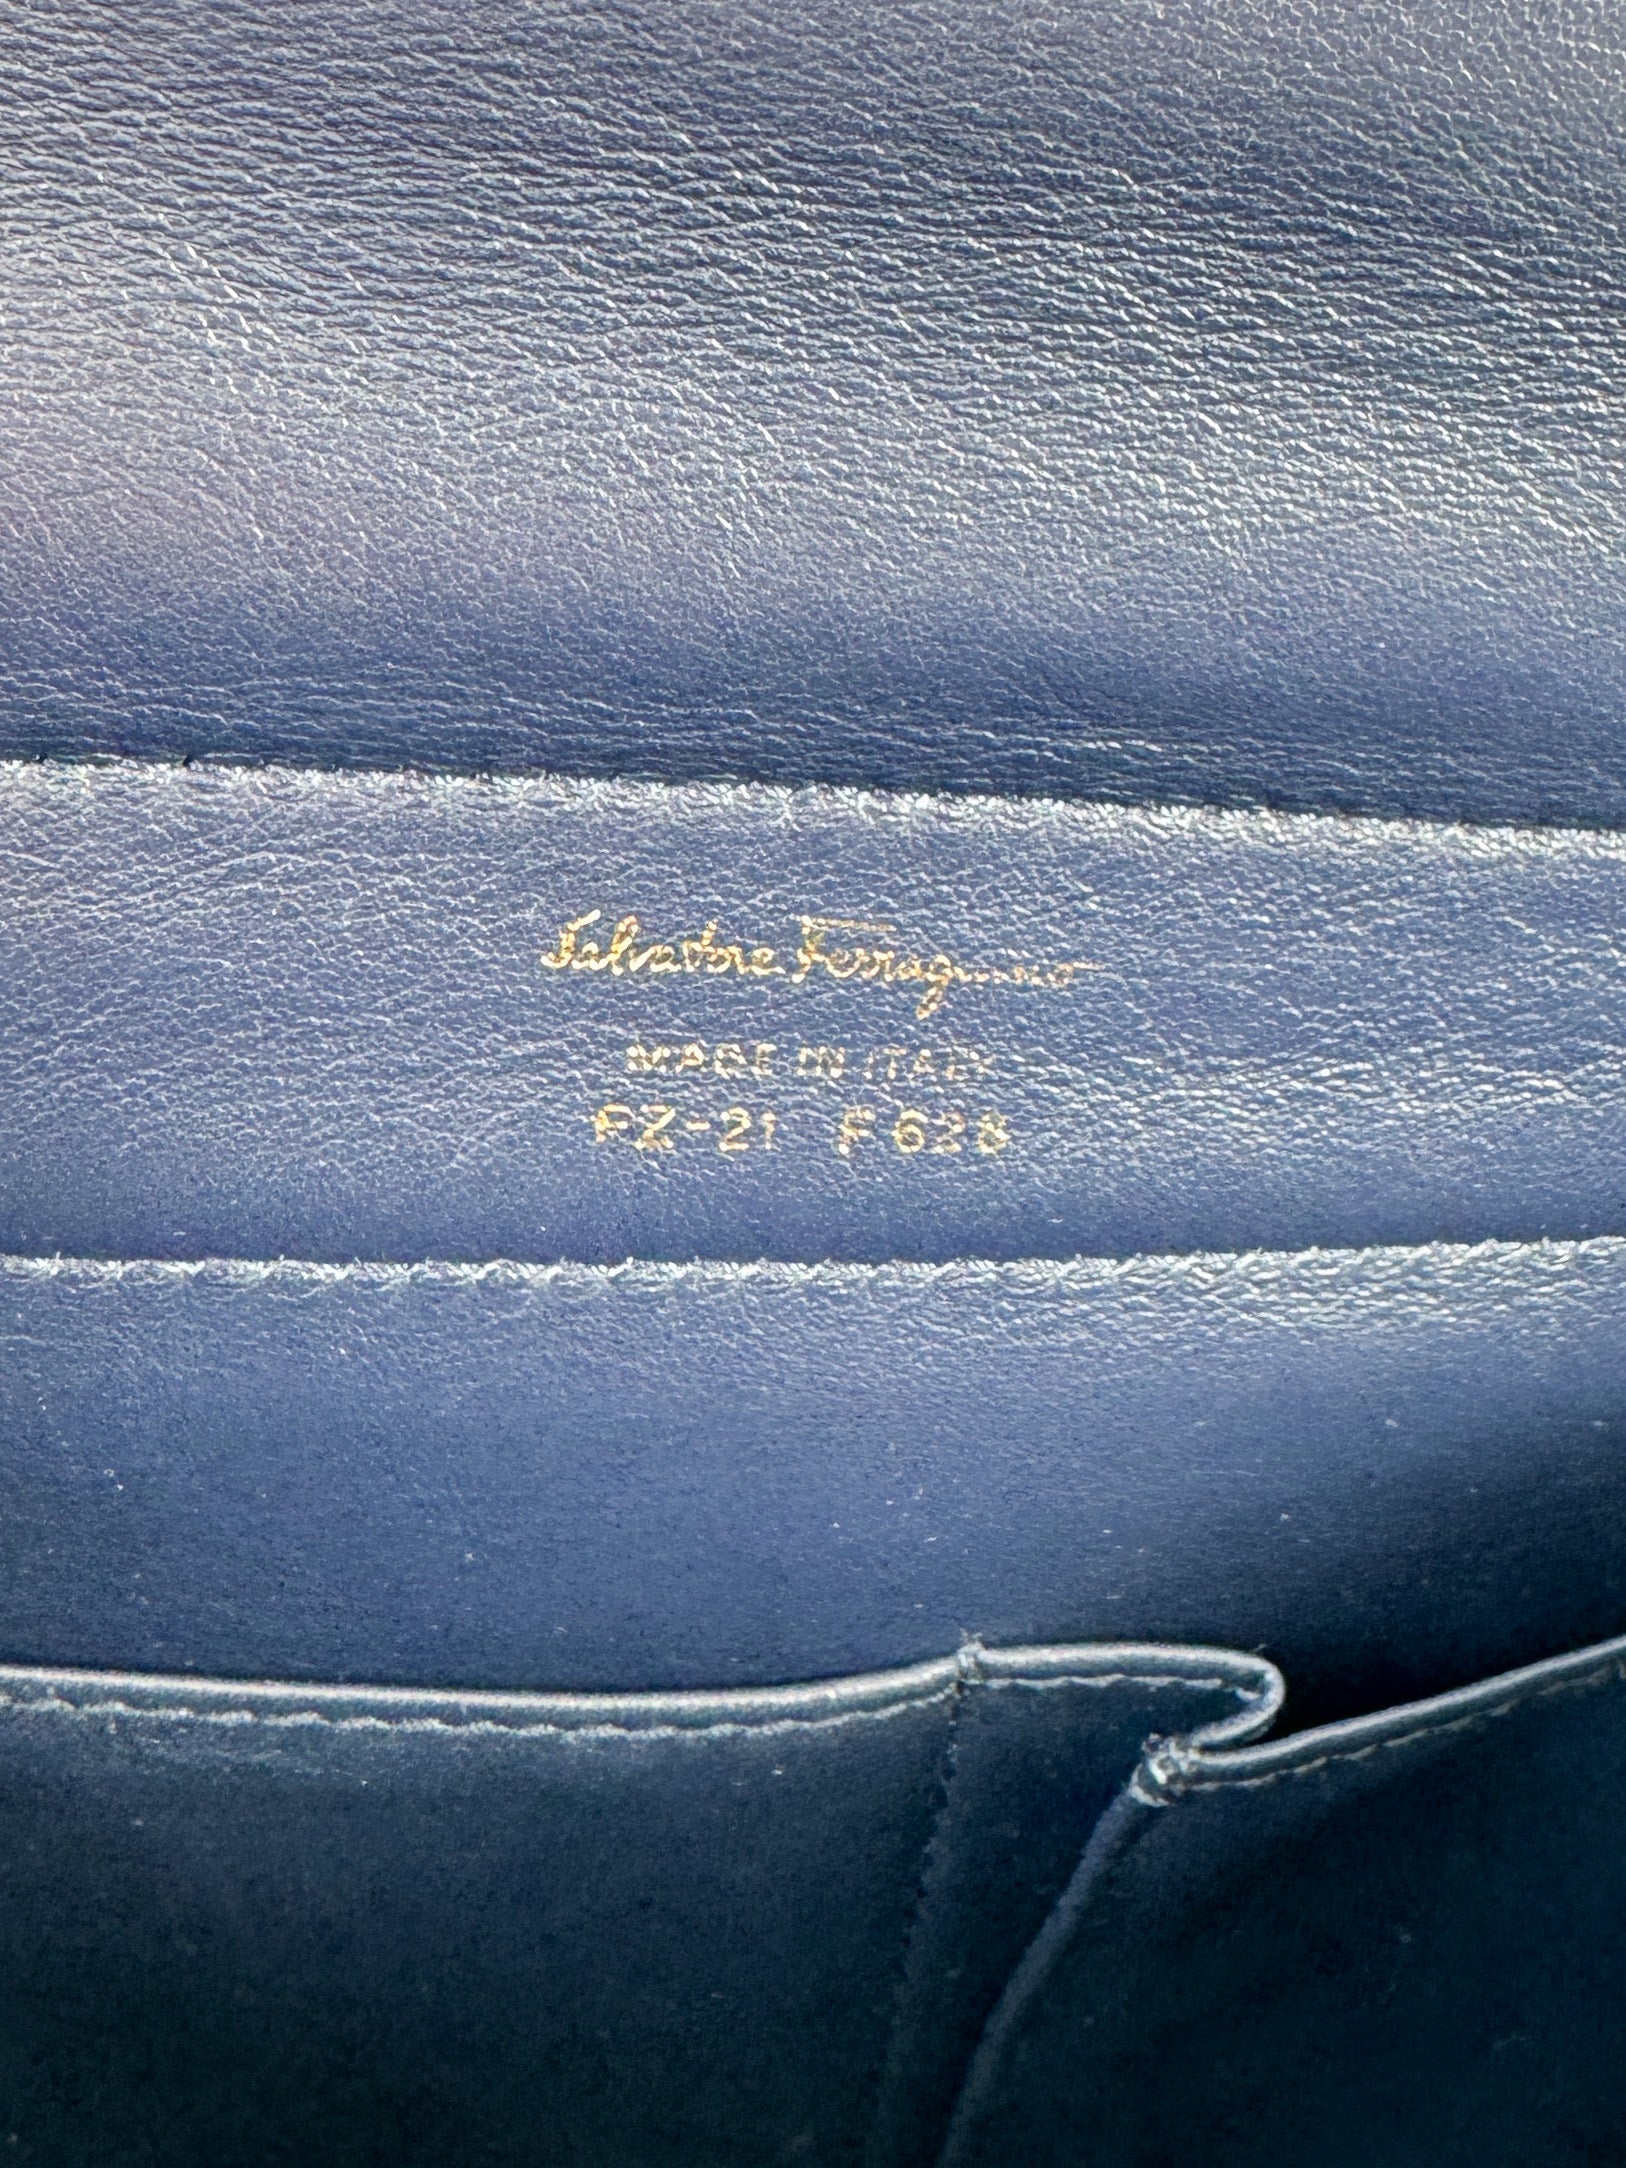 Salvatore Ferragamo
MADE IN ITALY
FZ-21 F628